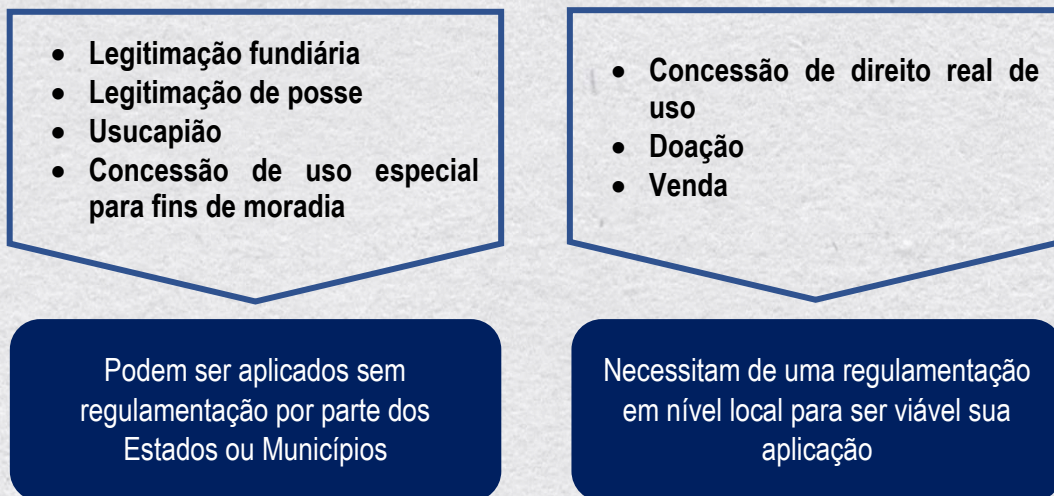 • Legitimação fundiária
• Legitimação de posse
• Usucapião
• Concessão de uso especial
para fins de moradia
Podem ser aplicados sem
regulamentação por parte dos
Estados ou Municípios
• Concessão de direito real de
uso
• Doação
• Venda
Necessitam de uma regulamentação
em nível local para ser viável sua
aplicação